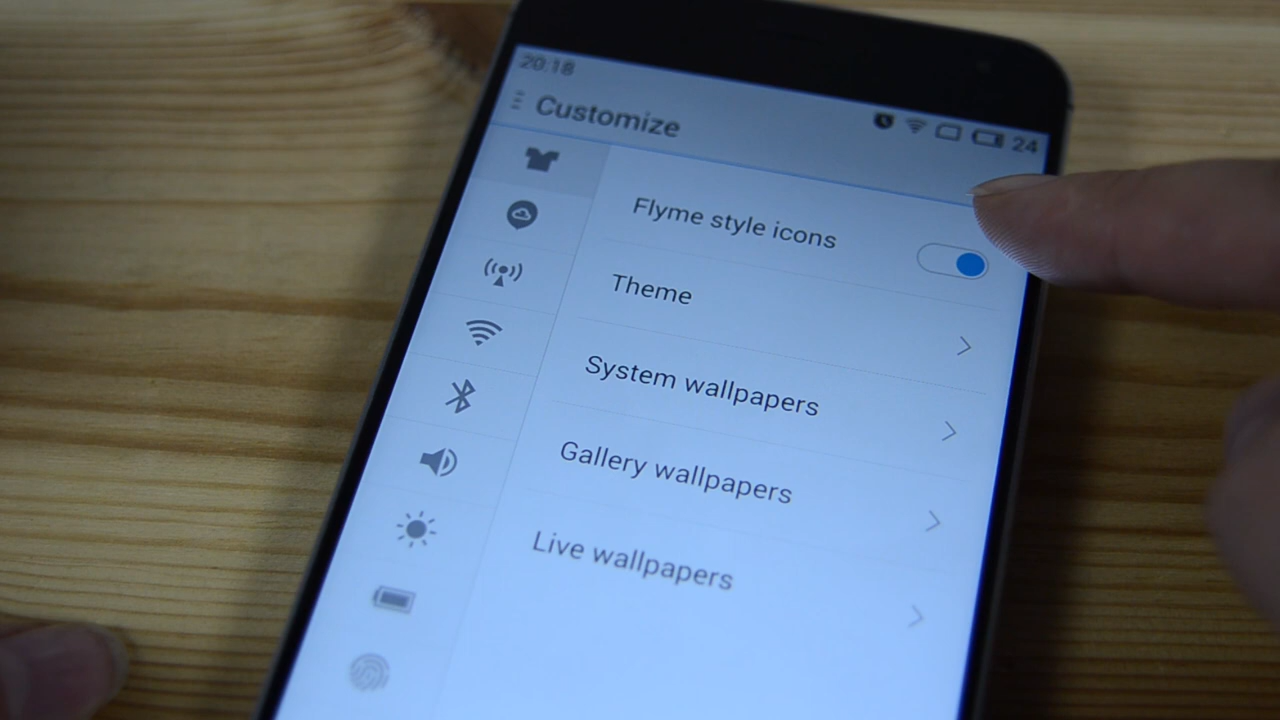 20:18
24
Customize
Flyme style icons
Theme
System wallpapers
Gallery wallpapers
Live wallpapers